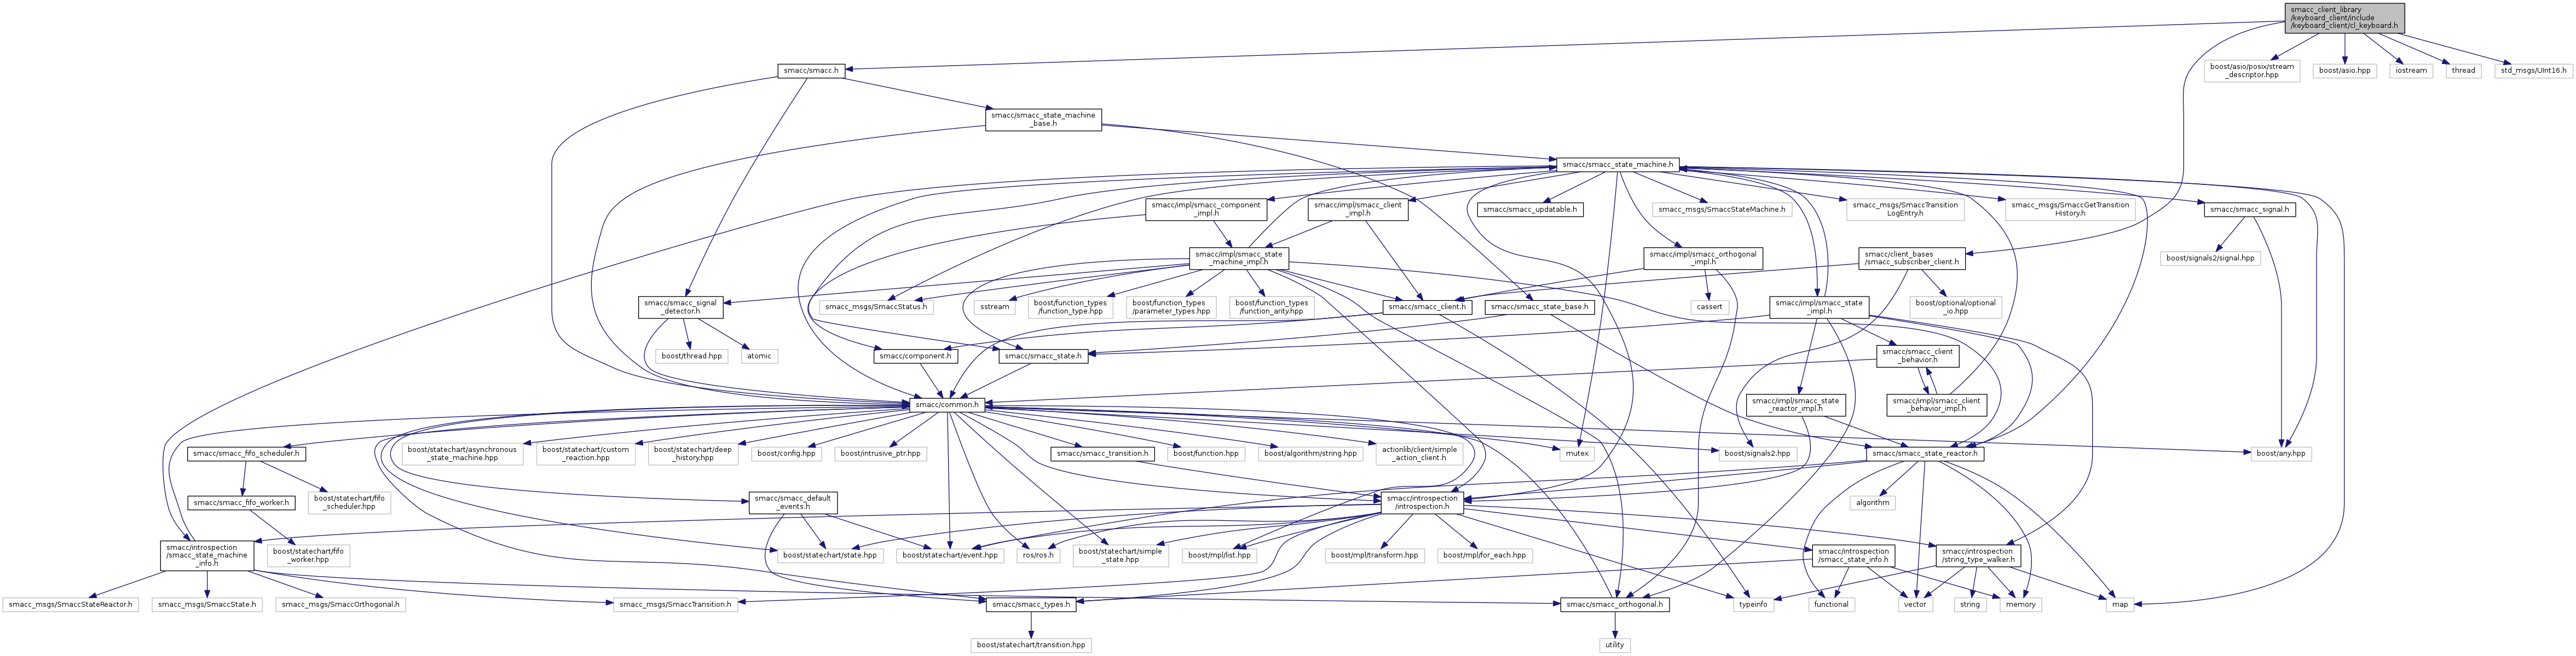 smacc_client_library
/keyboard_client/include
/keyboard_client/cl_keyboard.h
smacc/smacc.h
boost/asio/posix/stream
_descriptor.hpp
boost/asio.hpp
iostream
thread
std_msgs/UInt16.h
smacc/smacc_state_machine
_base.h
smacc/smacc_state_machine.h
smacc/impl/smacc_component
_impl.h
smacc/impl/smacc_client
_impl.h
smacc/smacc_updatable.h
smacc_msgs/SmaccStateMachine.h
smacc_msgs/SmaccTransition
LogEntry.h
smacc_msgs/SmaccGetTransition
History.h
smacc/smacc_signal.h
smacc/impl/smacc_state
_machine_impl.h
smacc/impl/smacc_orthogonal
_impl.h
smacc/client_bases
/smacc_subscriber_client.h
boost/signals2/signal.hpp
smacc/smacc_signal
_detector.h
smacc_msgs/SmaccStatus.h
sstream
boost/function_types
/function_type.hpp
boost/function_types
/parameter_types.hpp
boost/function_types
/function_arity.hpp
smacc/smacc_client.h
smacc/smacc_state_base.h
cassert
smacc/impl/smacc_state
_impl.h
boost/optional/optional
_io.hpp
boost/thread.hpp
atomic
smacc/component.h
smacc/smacc_state.h
smacc/smacc_client
_behavior.h
smacc/common.h
smacc/impl/smacc_state
_reactor_impl.h
smacc/impl/smacc_client
_behavior_impl.h
smacc/smacc_fifo_scheduler.h
boost/statechart/asynchronous
_state_machine.hpp
boost/statechart/custom
_reaction.hpp
boost/statechart/deep
_history.hpp
boost/config.hpp
boost/intrusive_ptr.hpp
smacc/smacc_transition.h
boost/function.hpp
boost/algorithm/string.hpp
actionlib/client/simple
_action_client.h
mutex
boost/signals2.hpp
smacc/smacc_state_reactor.h
boost/any.hpp
smacc/smacc_fifo_worker.h
boost/statechart/fifo
_scheduler.hpp
smacc/smacc_default
_events.h
smacc/introspection
/introspection.h
algorithm
smacc/introspection
/smacc_state_machine
_info.h
boost/statechart/fifo
_worker.hpp
boost/statechart/state.hpp
boost/statechart/event.hpp
ros/ros.h
boost/statechart/simple
_state.hpp
boost/mpl/list.hpp
boost/mpl/transform.hpp
boost/mpl/for_each.hpp
smacc/introspection
/smacc_state_info.h
smacc/introspection
/string_type_walker.h
smacc_msgs/SmaccStateReactor.h
smacc_msgs/SmaccState.h
smacc_msgs/SmaccOrthogonal.h
smacc_msgs/SmaccTransition.h
smacc/smacc_types.h
smacc/smacc_orthogonal.h
typeinfo
functional
vector
string
memory
map
boost/statechart/transition.hpp
utility